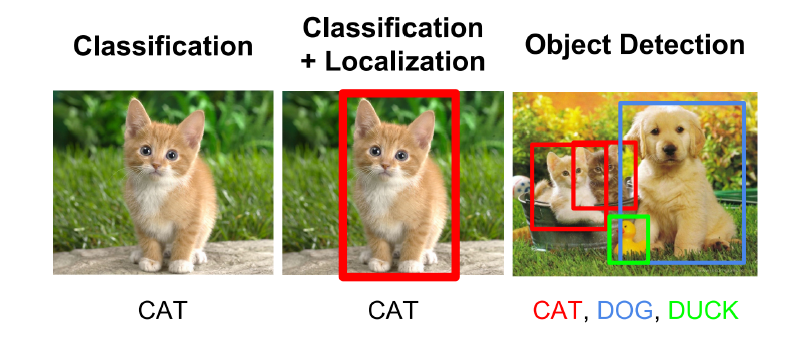 Classification
Classification
+ Localization
Object Detection
CAT
CAT
CAT, DOG, DUCK